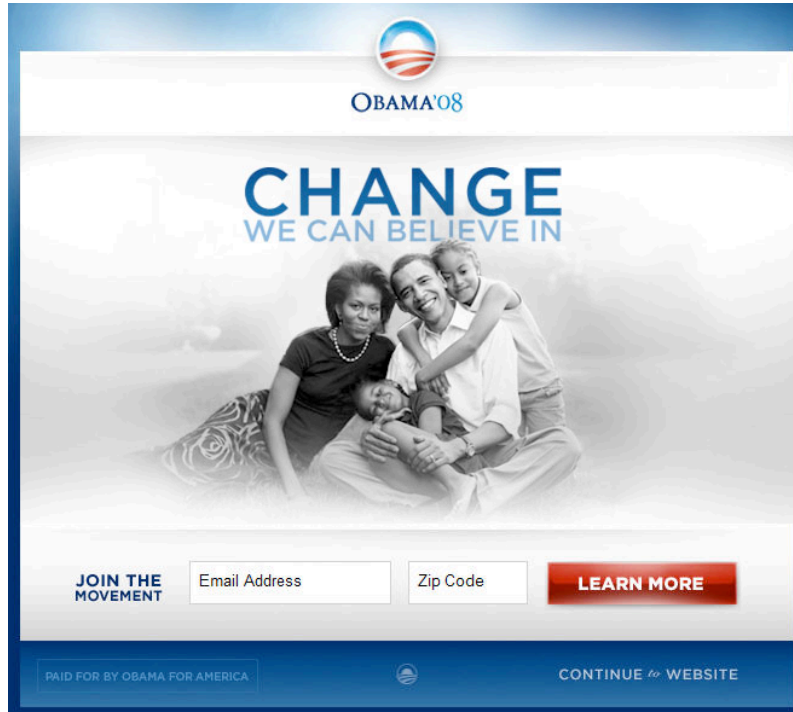 OBAMA'08
CHANGE
WE CAN BELIEVE IN
JOIN THE
MOVEMENT
Email Address
Zip Code
LEARN MORE
PAID FOR BY OBAMA FOR AMERICA
CONTINUE to WEBSITE